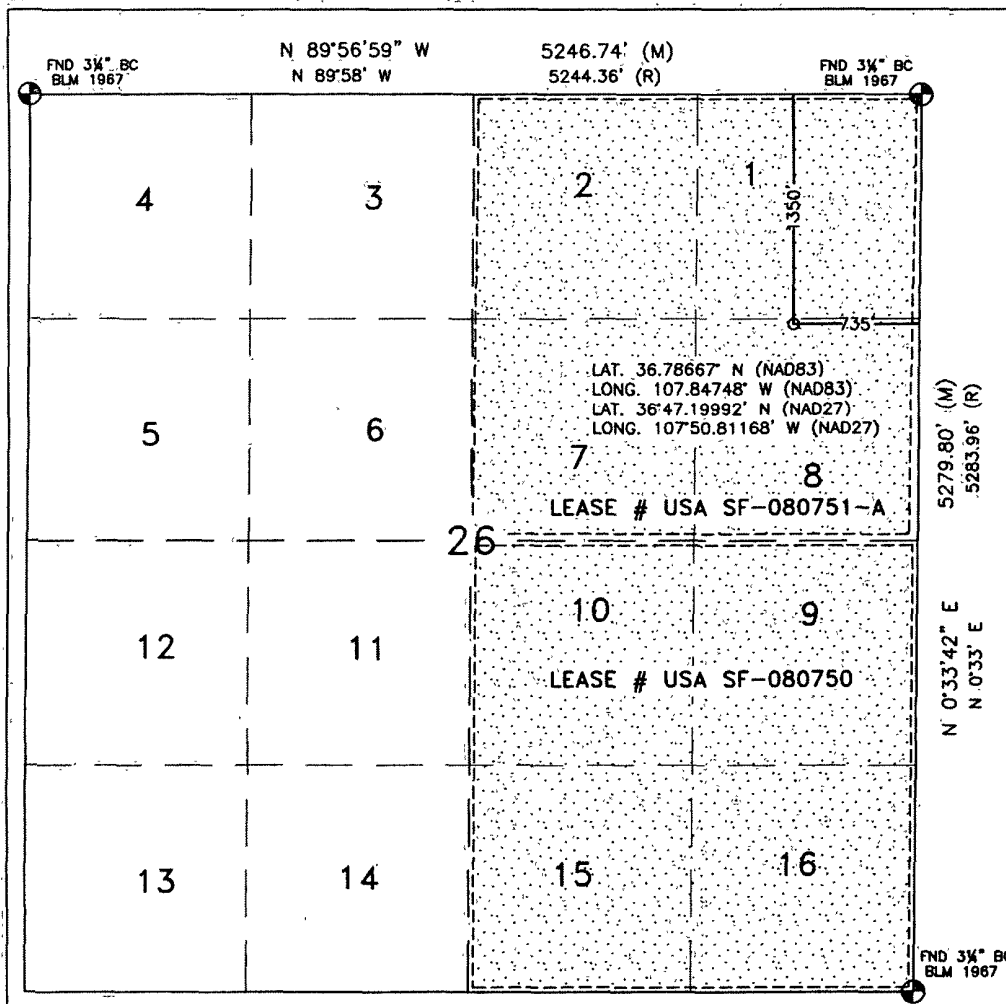 N 89°56'59" W 5246.74' (M)
N 89°58' W 5244.36' (R)
FND 3¼" BC
BLM 1967
FND 3¼" BC
BLM 1967
4
3
2
1
1350'
735'
LAT. 36.78667° N (NAD83)
LONG. 107.84748° W (NAD83)
LAT. 36°47.19992' N (NAD27)
LONG. 107°50.81168' W (NAD27)
5
6
7
8
LEASE # USA SF-080751-A
5279.80' (M)
5283.96' (R)
26
12
11
10
9
LEASE # USA SF-080750
N 0°33'42" E
N 0°33' E
13
14
15
16
FND 3¼" BC
BLM 1967